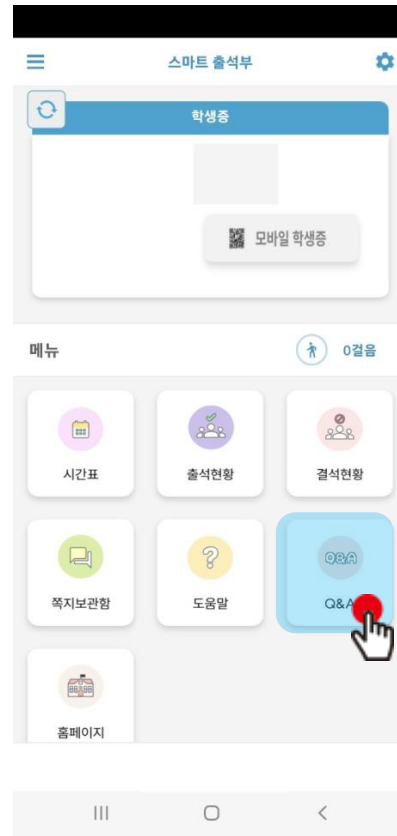 스마트 출석부
학생증
모바일 학생증
메뉴
0걸음
시간표
출석현황
결석현황
쪽지보관함
도움말
Q&A
Q&A
홈페이지